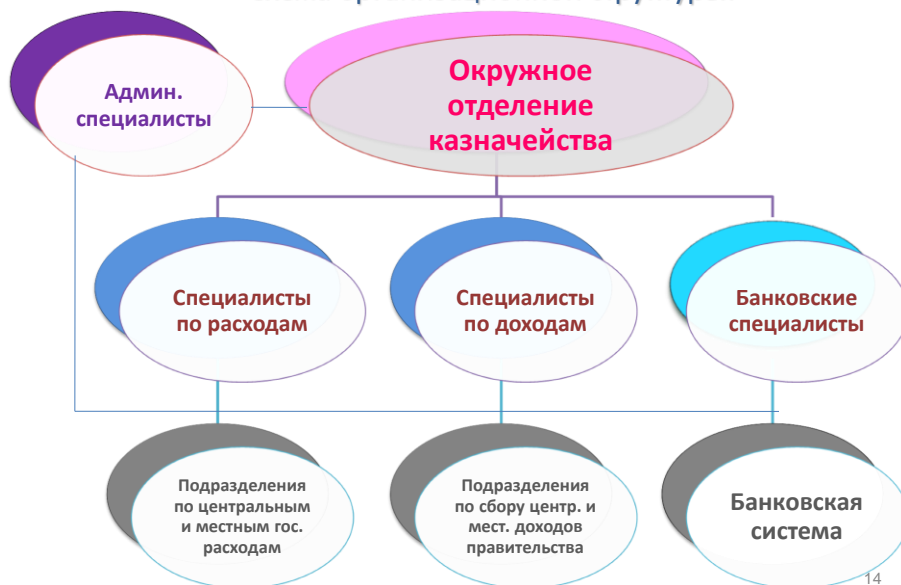 Админ.
специалисты
Окружное
отделение
казначейства
Специалисты
по расходам
Специалисты
по доходам
Банковские
специалисты
Подразделения
по центральным
и местным гос.
расходам
Подразделения
по сбору центр. и
мест. доходов
правительства
Банковская
система
14